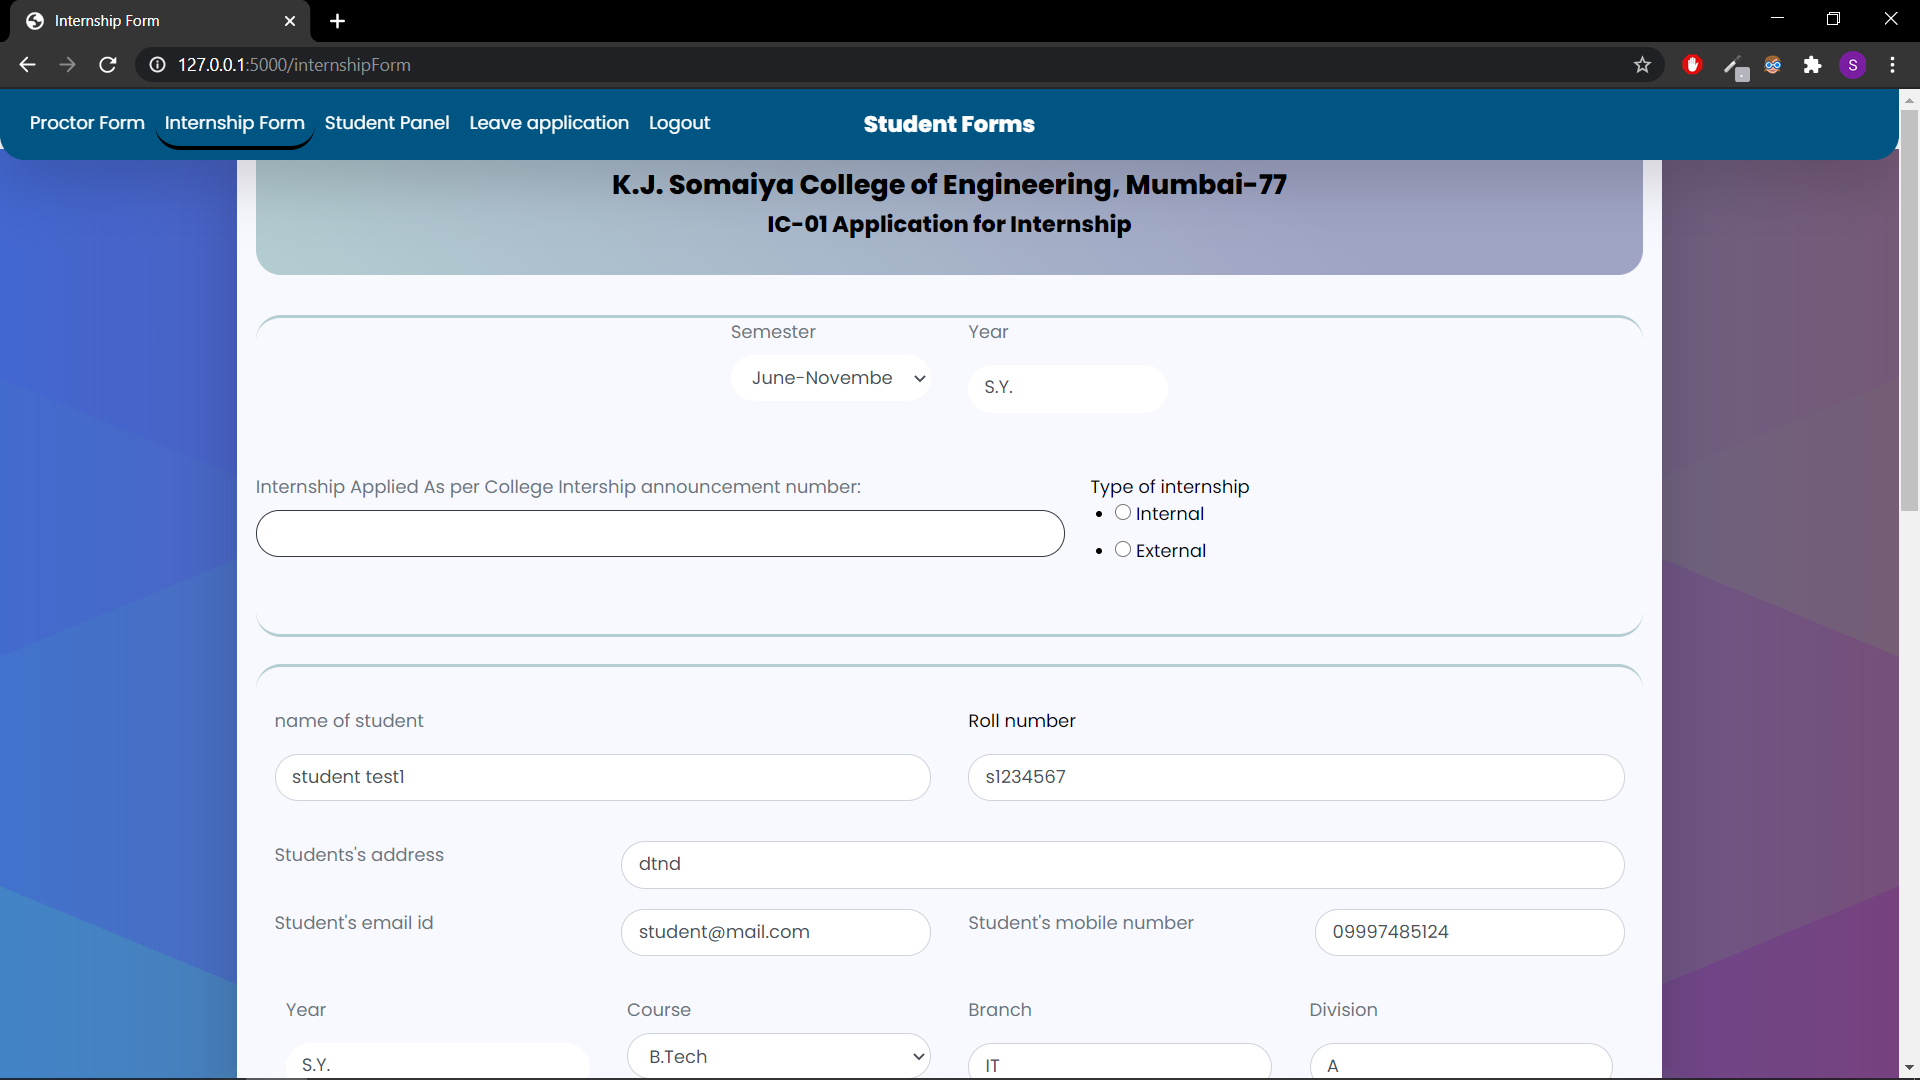 Internship Form
127.0.0.1:5000/internshipForm
S
Proctor Form Internship Form Student Panel Leave application Logout Student Forms
K.J. Somaiya College of Engineering, Mumbai-77
IC-01 Application for Internship
Semester Year
June-Novembe S.Y.
Internship Applied As per College Intership announcement number: Type of internship
Internal
External
name of student Roll number
student test1 s1234567
Students's address dtnd
Student's email id student@mail.com Student's mobile number 09997485124
Year Course Branch Division
S.Y. B.Tech IT A